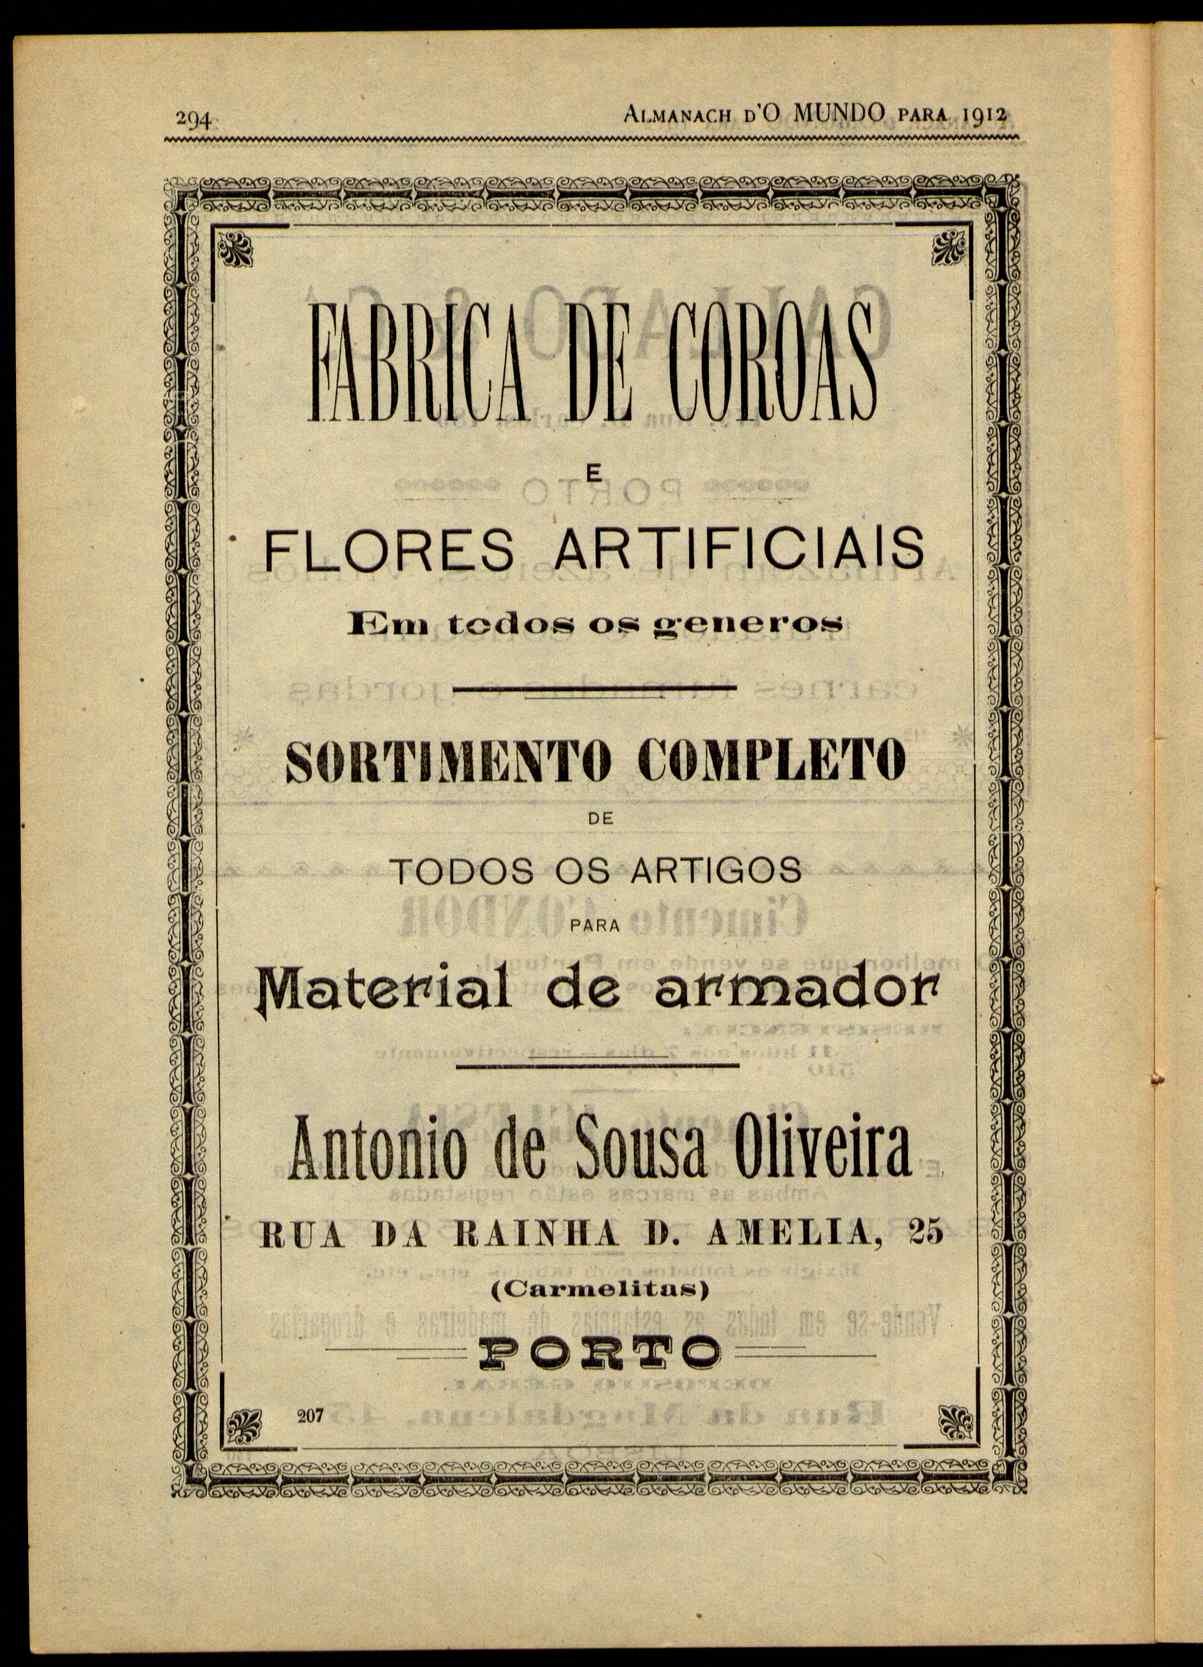 294
ALMANACH D'O MUNDO PARA 1912
FABRICA DE COROAS
E
FLORES ARTIFICIAIS
Em todos os generos
SORTIMENTO COMPLETO
DE
TODOS OS ARTIGOS
PARA
Material de armador
Antonio de Sousa Oliveira
RUA DA RAINHA D. AMELIA, 25
(Carmelitas)
PORTO
207